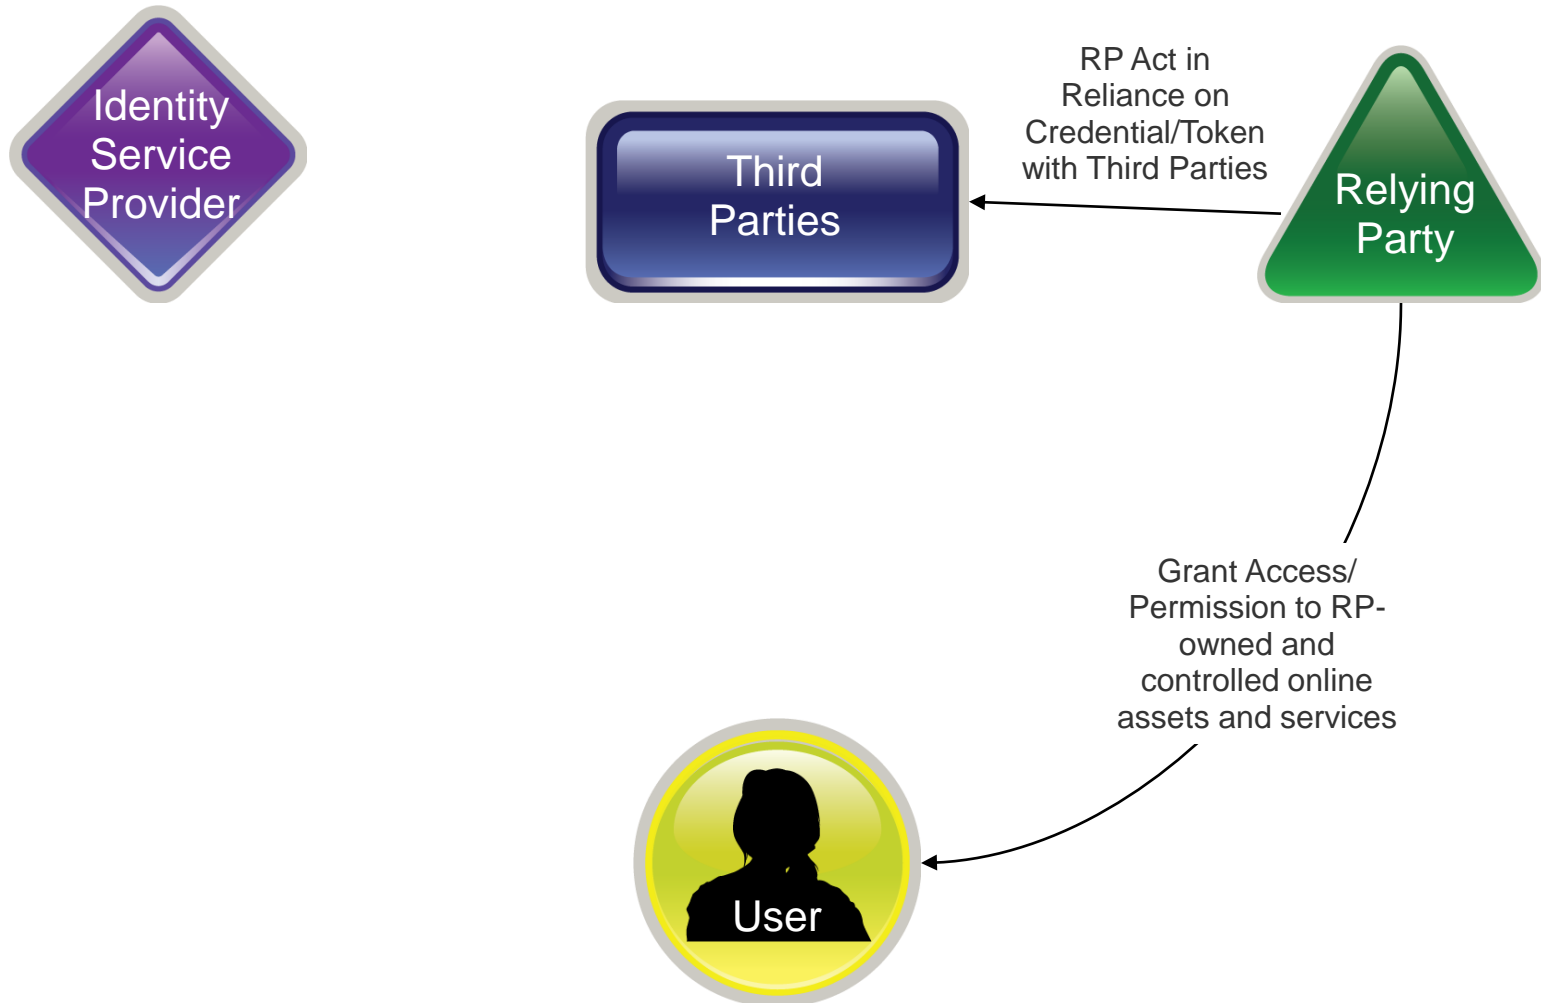 Identity
Service
Provider
Third
Parties
RP Act in
Reliance on
Credential/Token
with Third Parties
Relying
Party
Grant Access/
Permission to RP-
owned and
controlled online
assets and services
User